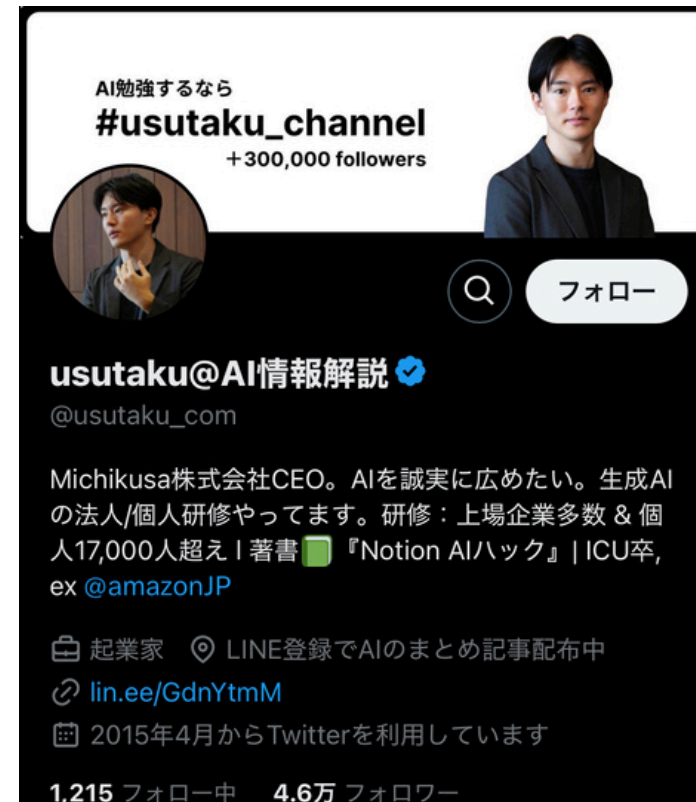 AI勉強するなら
#usutaku_channel
+300,000 followers
フォロー
usutaku@AI情報解説
@usutaku_com
Michikusa株式会社CEO。AIを誠実に広めたい。生成AI
の法人/個人研修やってます。研修：上場企業多数 & 個
人17,000人超え | 著書📗『Notion AIハック』| ICU卒,
ex @amazonJP
起業家 LINE登録でAIのまとめ記事配布中
lin.ee/GdnYtmM
2015年4月からTwitterを利用しています
1,215 フォロー中 4.6万 フォロワー